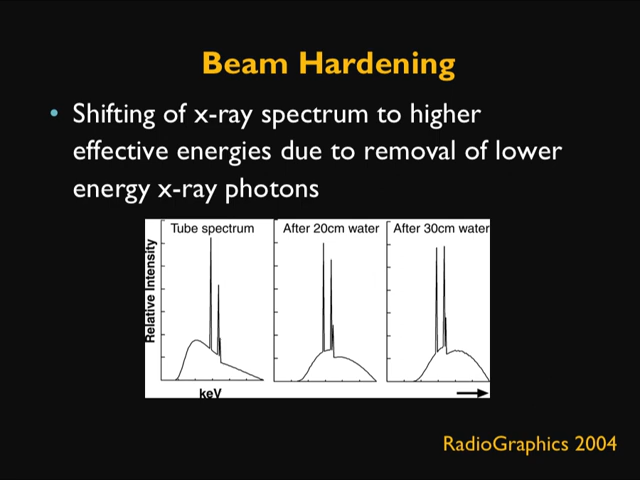 Beam Hardening
• Shifting of x-ray spectrum to higher
effective energies due to removal of lower
energy x-ray photons
Tube spectrum
After 20cm water
After 30cm water
Relative Intensity
keV
RadioGraphics 2004